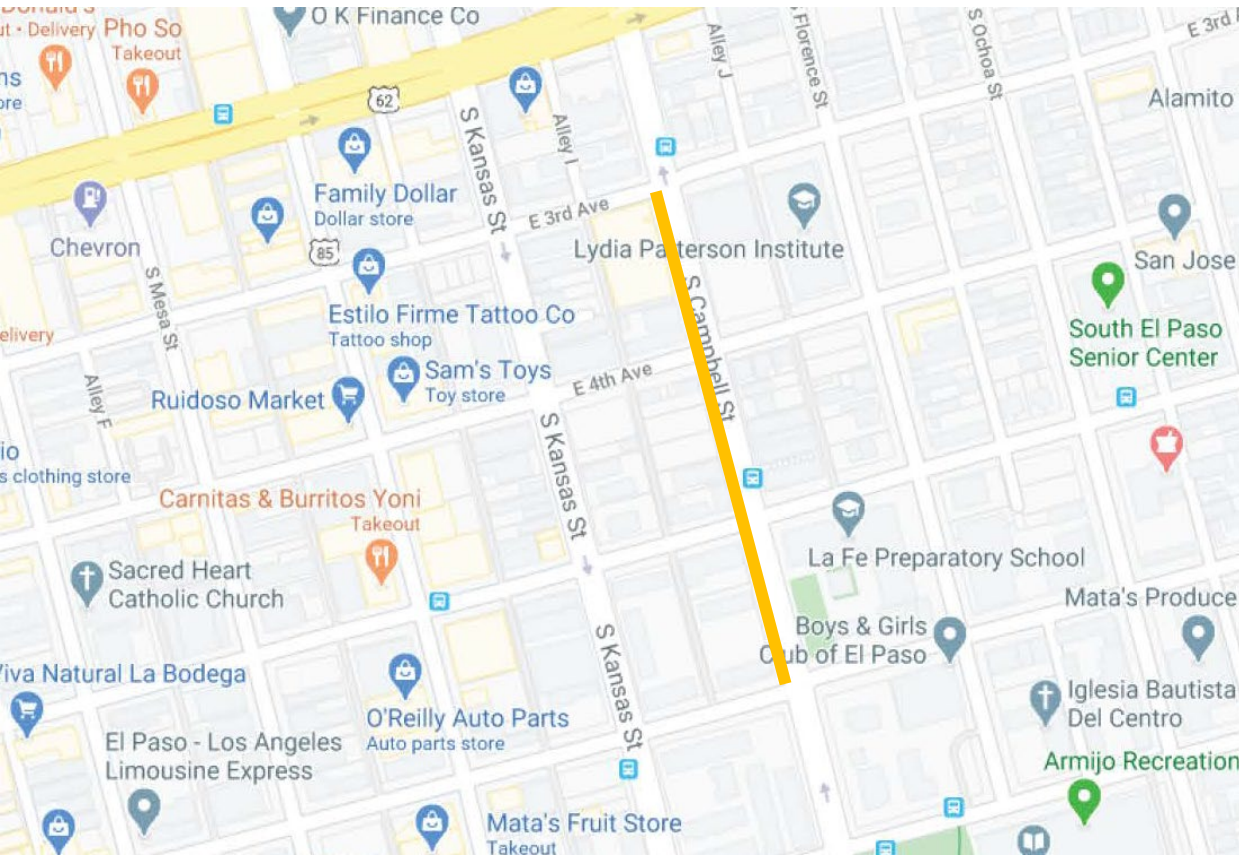 O K Finance Co
Pho So
Takeout
Delivery
62
S Kansas St
Alley I
Alley J
S Florence St
S Ochoa St
E 3rd
Alamito
Family Dollar
Dollar store
Chevron
85
E 3rd Ave
Lydia Patterson Institute
San Jose
S Mesa St
Estilo Firme Tattoo Co
Tattoo shop
S Campbell St
South El Paso
Senior Center
elivery
Sam's Toys
Toy store
E 4th Ave
Alley F
Ruidoso Market
S Kansas St
io
s clothing store
Carnitas & Burritos Yoni
Takeout
La Fe Preparatory School
Sacred Heart
Catholic Church
Mata's Produce
Boys & Girls
Club of El Paso
S Kansas St
Viva Natural La Bodega
Iglesia Bautista
Del Centro
O'Reilly Auto Parts
Auto parts store
El Paso - Los Angeles
Limousine Express
Armijo Recreation
Mata's Fruit Store
Takeout